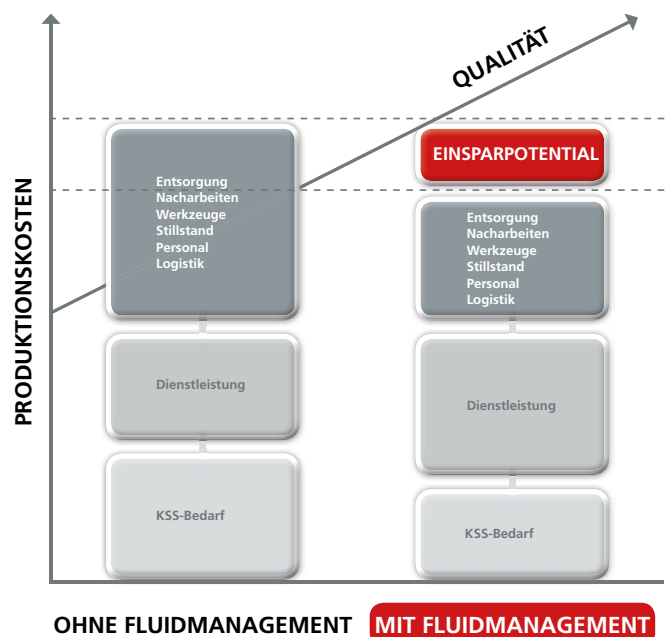 QUALITÄT
PRODUKTIONSKOSTEN
Entsorgung
Nacharbeiten
Werkzeuge
Stillstand
Personal
Logistik
Dienstleistung
KSS-Bedarf
EINSPARPOTENTIAL
Entsorgung
Nacharbeiten
Werkzeuge
Stillstand
Personal
Logistik
Dienstleistung
KSS-Bedarf
OHNE FLUIDMANAGEMENT
MIT FLUIDMANAGEMENT